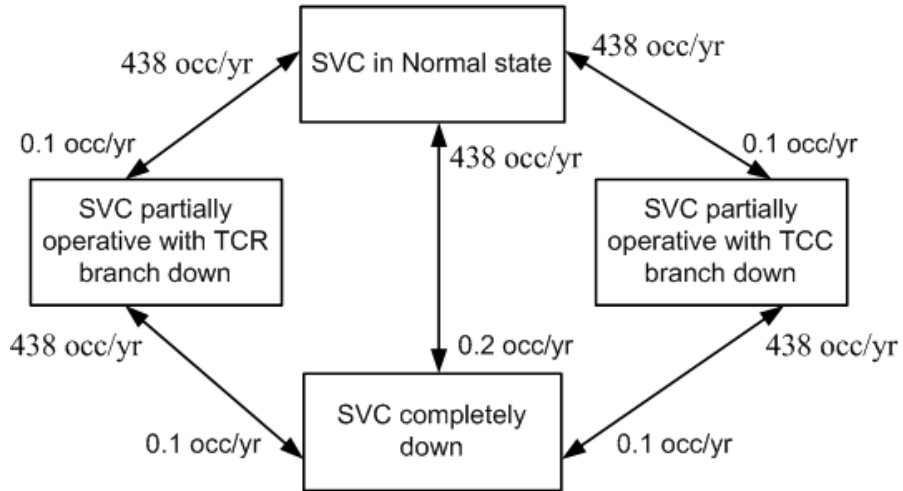 438 occ/yr
SVC in Normal state
438 occ/yr
0.1 occ/yr
438 occ/yr
0.1 occ/yr
SVC partially
operative with TCR
branch down
SVC partially
operative with TCC
branch down
438 occ/yr
0.2 occ/yr
438 occ/yr
SVC completely
down
0.1 occ/yr
0.1 occ/yr